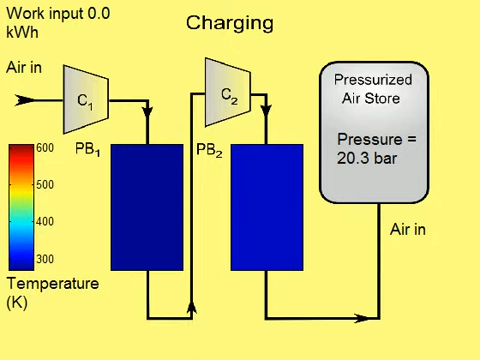 Work input 0.0
kWh
Charging
Air in
C1
C2
Pressurized
Air Store
Pressure =
20.3 bar
PB1
PB2
600
500
400
300
Air in
Temperature
(K)